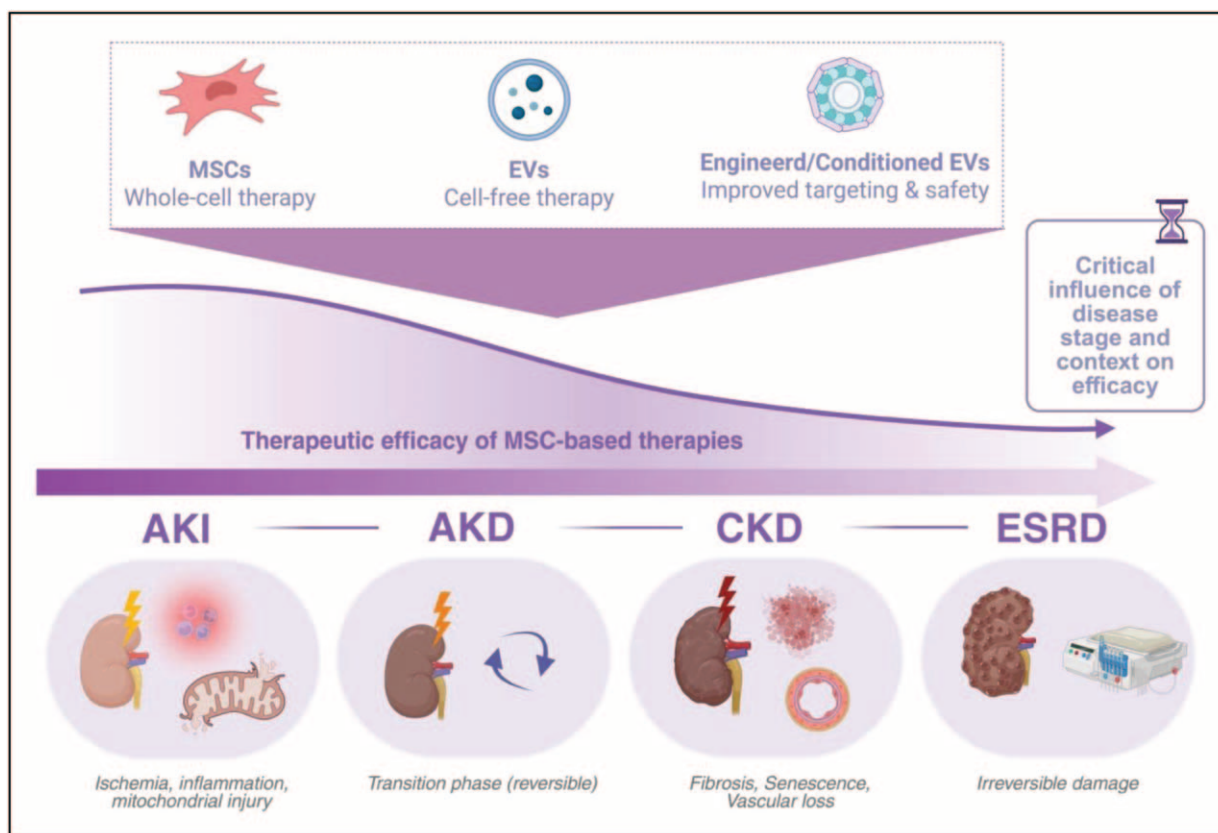 MSCs
Whole-cell therapy
EVs
Cell-free therapy
Engineerd/Conditioned EVs
Improved targeting & safety
Critical
influence of
disease
stage and
context on
efficacy
Therapeutic efficacy of MSC-based therapies
AKI
AKD
CKD
ESRD
Ischemia, inflammation,
mitochondrial injury
Transition phase (reversible)
Fibrosis, Senescence,
Vascular loss
Irreversible damage